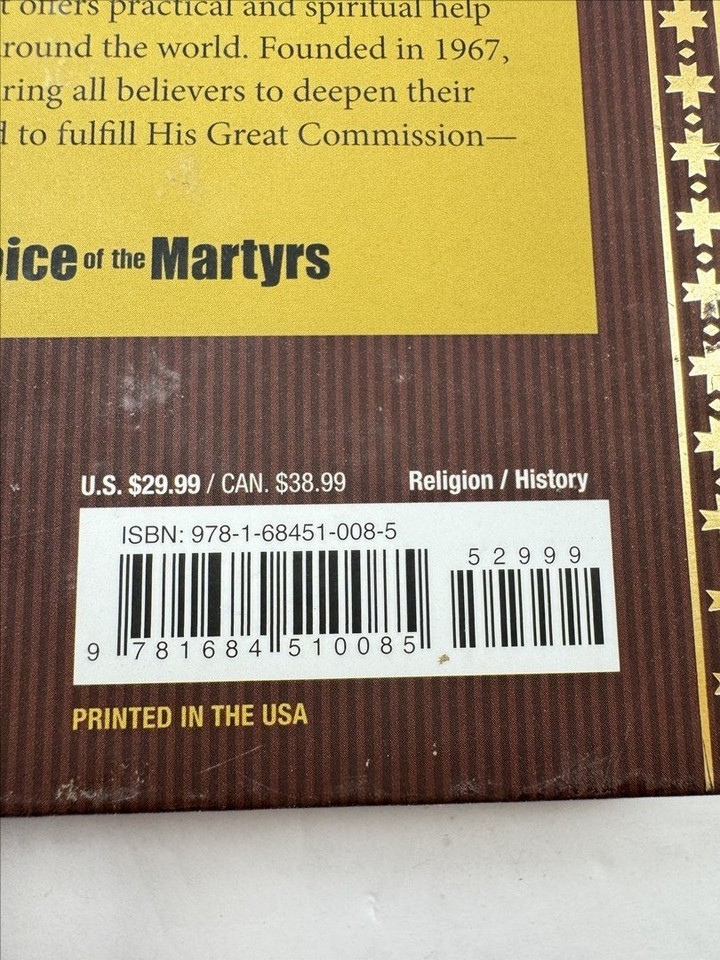 offers practical and spiritual help
round the world. Founded in 1967,
ring all believers to deepen their
to fulfill His Great Commission—
oice of the Martyrs
U.S. $29.99 / CAN. $38.99 Religion / History
ISBN: 978-1-68451-008-5
52999
9 781684 510085
PRINTED IN THE USA